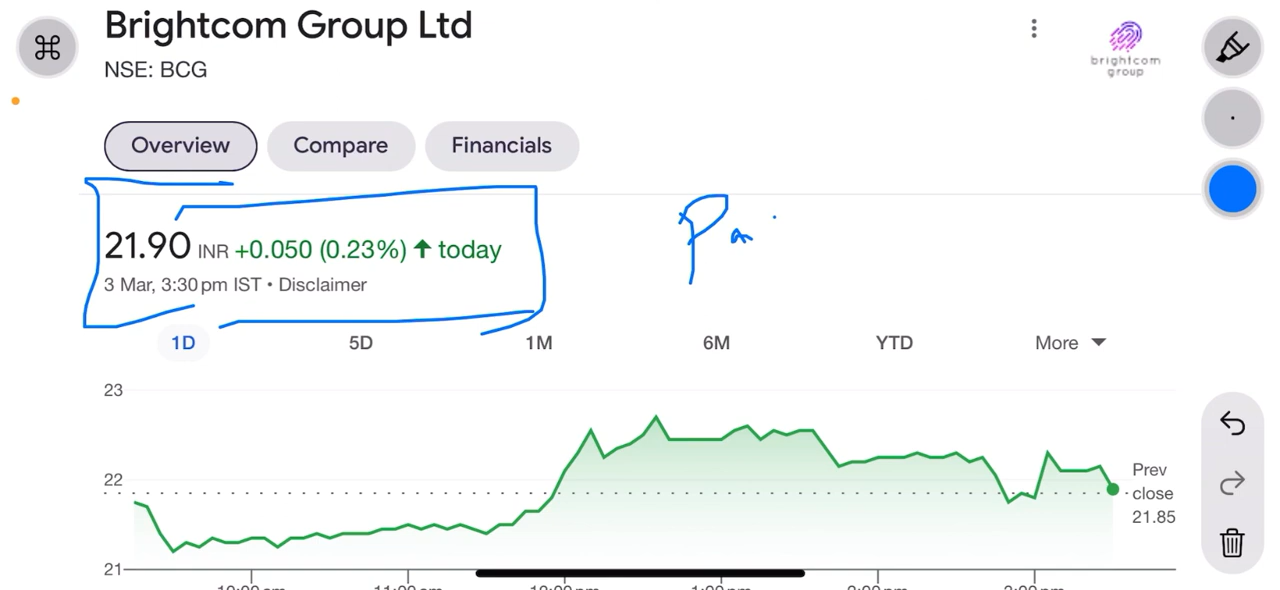 Brightcom Group Ltd
NSE: BCG
brightcom
group
Overview Compare Financials
21.90 INR +0.050 (0.23%) ↑ today
3 Mar, 3:30 pm IST • Disclaimer
1D 5D 1M 6M YTD More
23
22
21
Prev
close
21.85